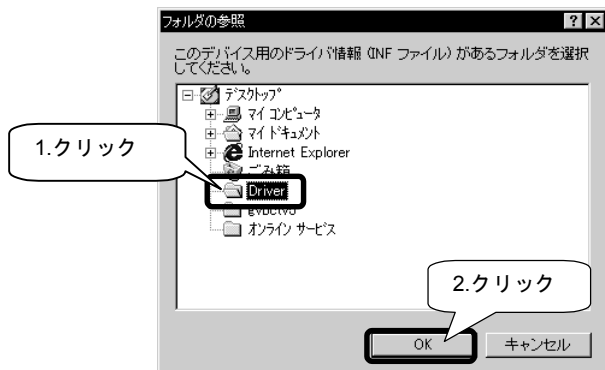 フォルダの参照
このデバイス用のドライバ情報 (INF ファイル) があるフォルダを選択
してください。
デスクトップ
マイ コンピュータ
マイ ドキュメント
Internet Explorer
ごみ箱
1.クリック
Driver
gvbctv5
オンライン サービス
2.クリック
OK
キャンセル